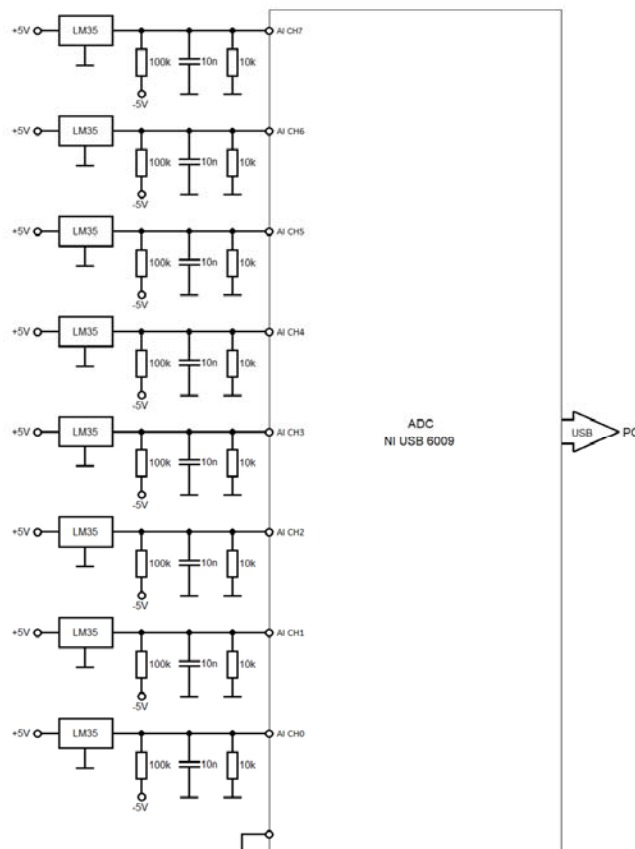 +5V LM35 AI CH7
100k 10n 10k
-5V
+5V LM35 AI CH6
100k 10n 10k
-5V
+5V LM35 AI CH5
100k 10n 10k
-5V
+5V LM35 AI CH4
100k 10n 10k
-5V
+5V LM35 AI CH3
100k 10n 10k
-5V
ADC
NI USB 6009
USB PC
+5V LM35 AI CH2
100k 10n 10k
-5V
+5V LM35 AI CH1
100k 10n 10k
-5V
+5V LM35 AI CH0
100k 10n 10k
-5V